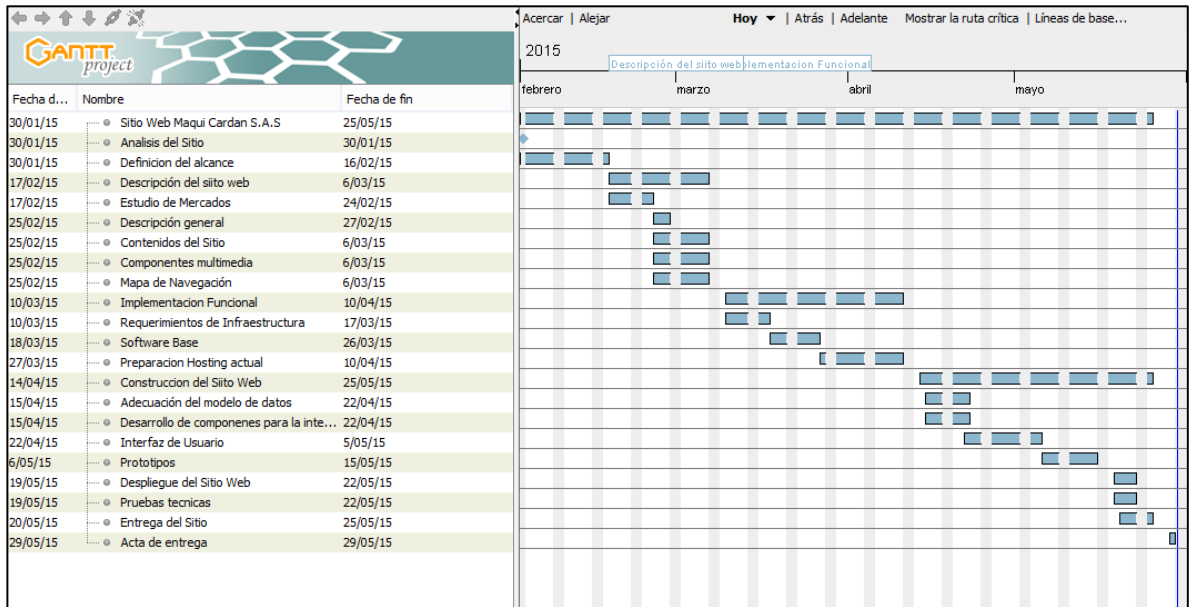 Acercar | Alejar Hoy ▼ | Atrás | Adelante Mostrar la ruta crítica | Líneas de base...
GANTT
project
2015
Descripción del siito web lementacion Funcional
febrero marzo abril mayo
Fecha d... Nombre Fecha de fin
30/01/15 Sitio Web Maqui Cardan S.A.S 25/05/15
30/01/15 Analisis del Sitio 30/01/15
30/01/15 Definicion del alcance 16/02/15
17/02/15 Descripción del siito web 6/03/15
17/02/15 Estudio de Mercados 24/02/15
25/02/15 Descripción general 27/02/15
25/02/15 Contenidos del Sitio 6/03/15
25/02/15 Componentes multimedia 6/03/15
25/02/15 Mapa de Navegación 6/03/15
10/03/15 Implementacion Funcional 10/04/15
10/03/15 Requerimientos de Infraestructura 17/03/15
18/03/15 Software Base 26/03/15
27/03/15 Preparacion Hosting actual 10/04/15
14/04/15 Construccion del Siito Web 25/05/15
15/04/15 Adecuación del modelo de datos 22/04/15
15/04/15 Desarrollo de componenes para la inte... 22/04/15
22/04/15 Interfaz de Usuario 5/05/15
6/05/15 Prototipos 15/05/15
19/05/15 Despliegue del Sitio Web 22/05/15
19/05/15 Pruebas tecnicas 22/05/15
20/05/15 Entrega del Sitio 25/05/15
29/05/15 Acta de entrega 29/05/15